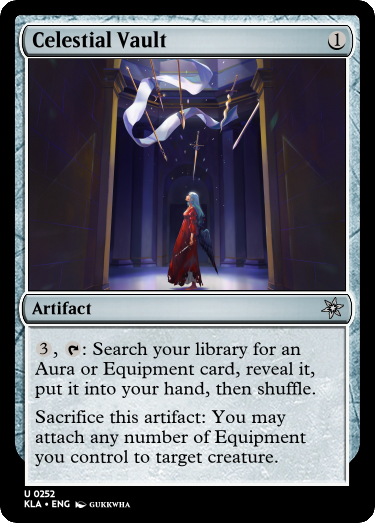 Celestial Vault 1
Artifact
3, : Search your library for an
Aura or Equipment card, reveal it,
put it into your hand, then shuffle.
Sacrifice this artifact: You may
attach any number of Equipment
you control to target creature.
U 0252
KLA • ENG GUKKWHA